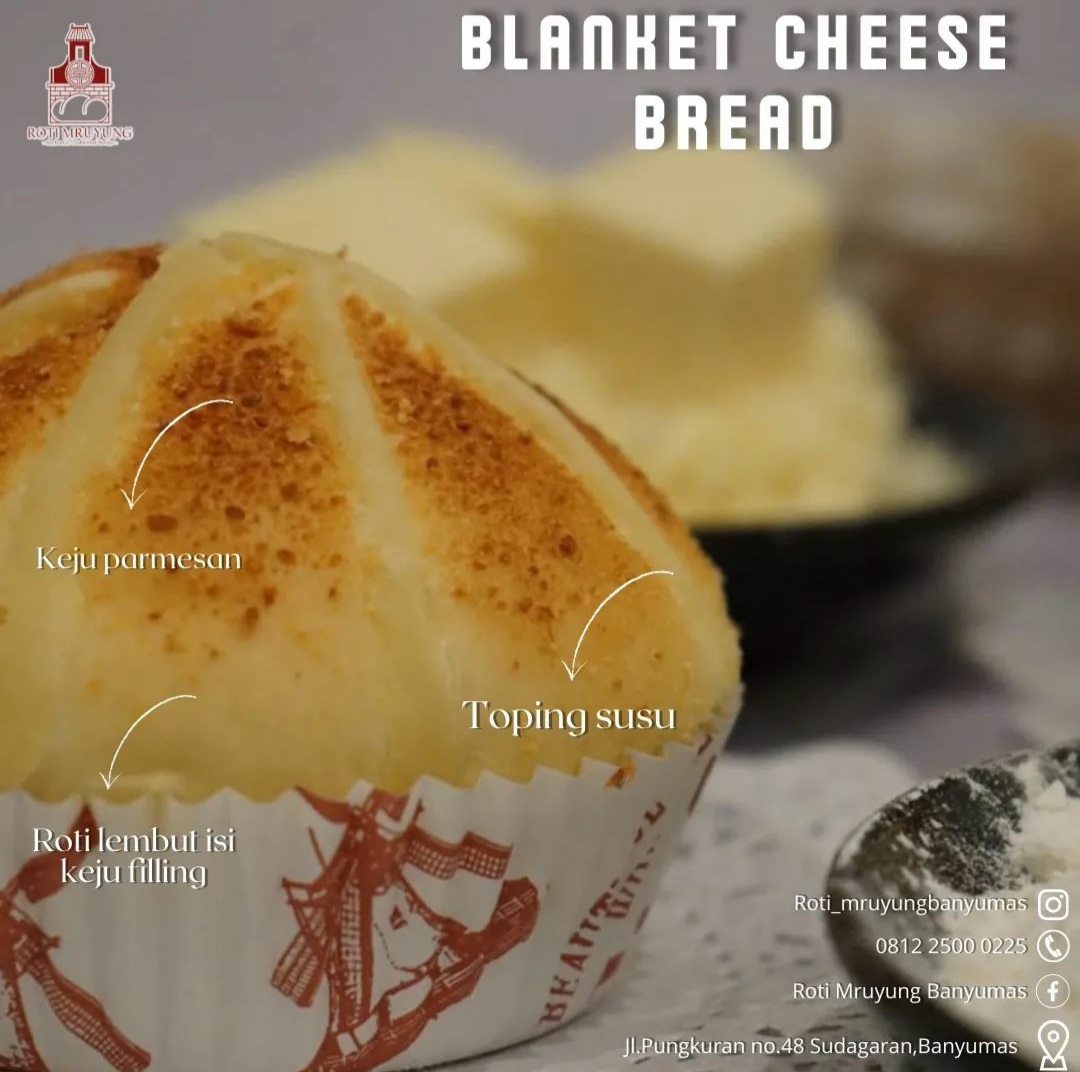 BLANKET CHEESE
BREAD
ROTI MRUYUNG
Keju parmesan
Toping susu
Roti lembut isi
keju filling
Roti_mruyungbanyumas
0812 2500 0225
Roti Mruyung Banyumas
Jl.Pungkuran no.48 Sudagaran,Banyumas